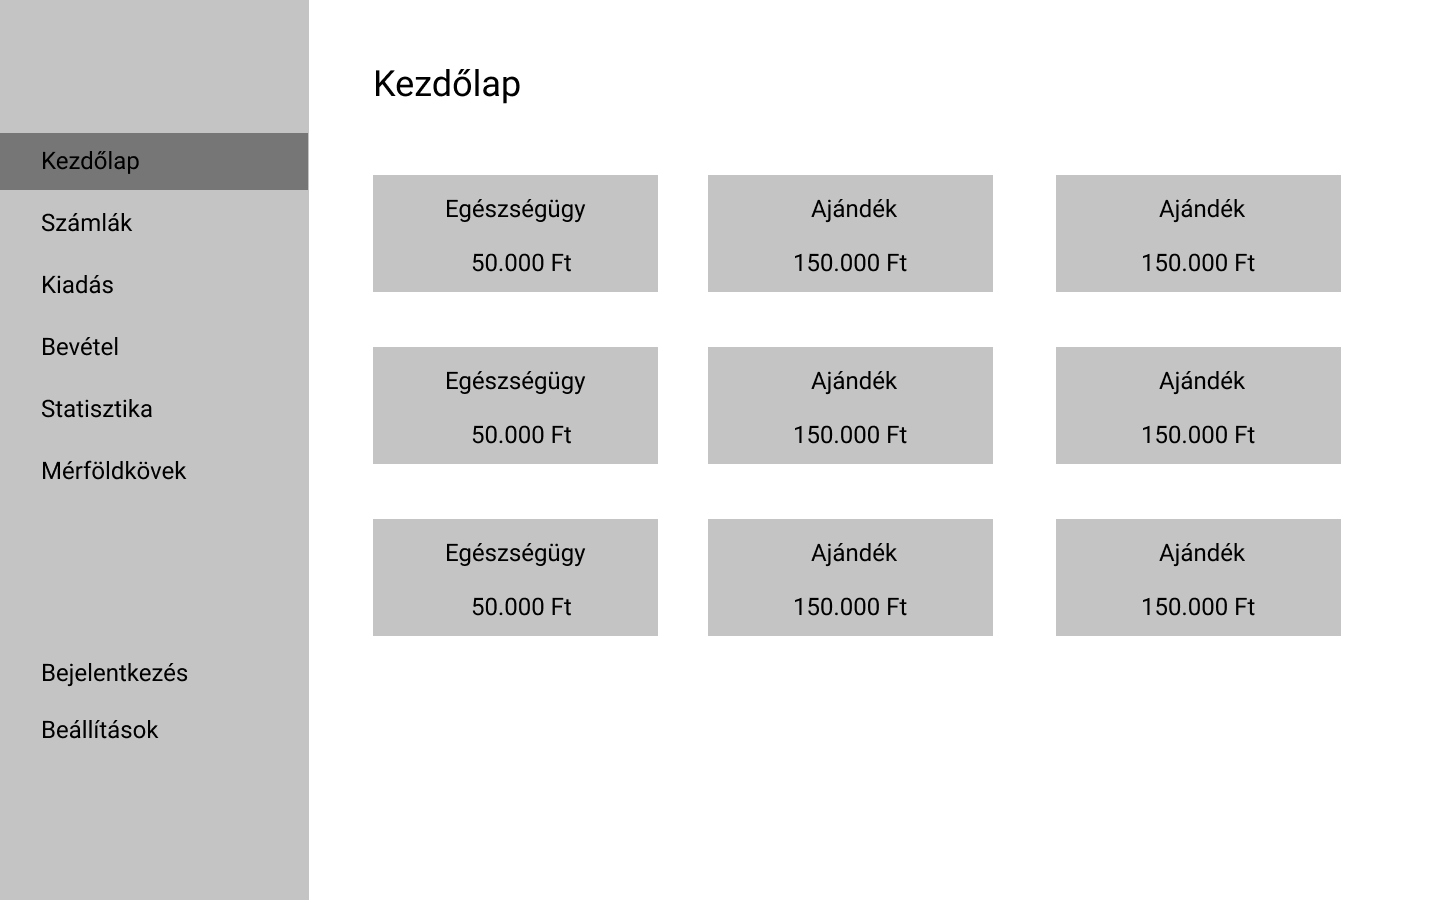 Kezdőlap
Számlák
Kiadás
Bevétel
Statisztika
Mérföldkövek
Bejelentkezés
Beállítások
Kezdőlap
Egészségügy
50.000 Ft
Ajándék
150.000 Ft
Ajándék
150.000 Ft
Egészségügy
50.000 Ft
Ajándék
150.000 Ft
Ajándék
150.000 Ft
Egészségügy
50.000 Ft
Ajándék
150.000 Ft
Ajándék
150.000 Ft